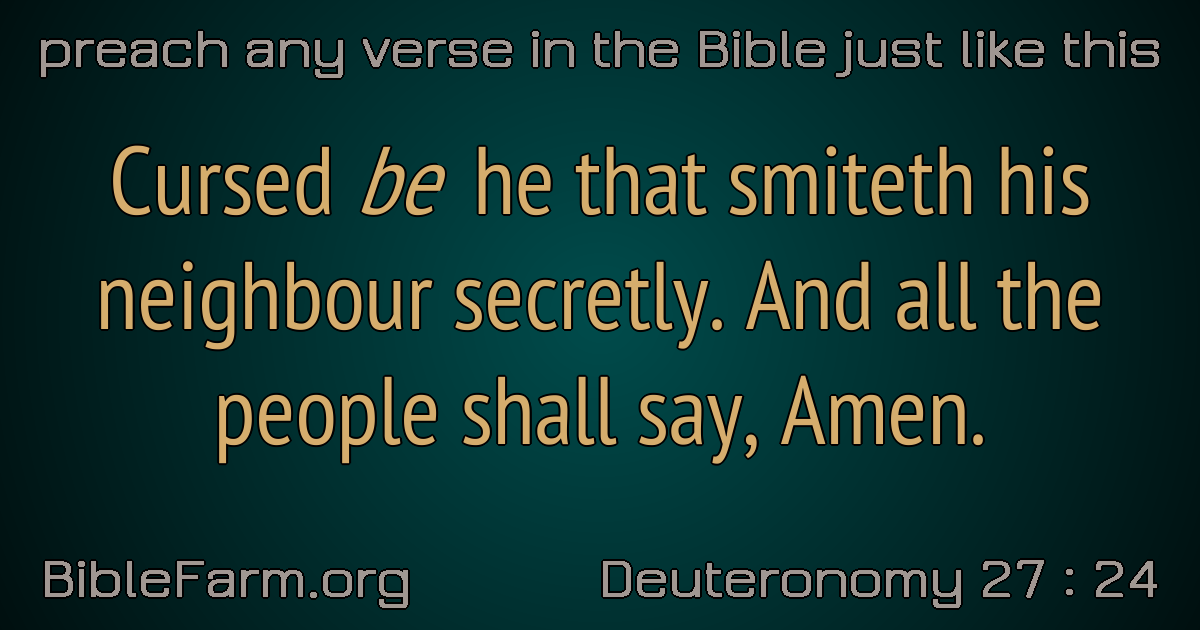 preach any verse in the Bible just like this
Cursed be he that smiteth his
neighbour secretly. And all the
people shall say, Amen.
BibleFarm.org
Deuteronomy 27 : 24